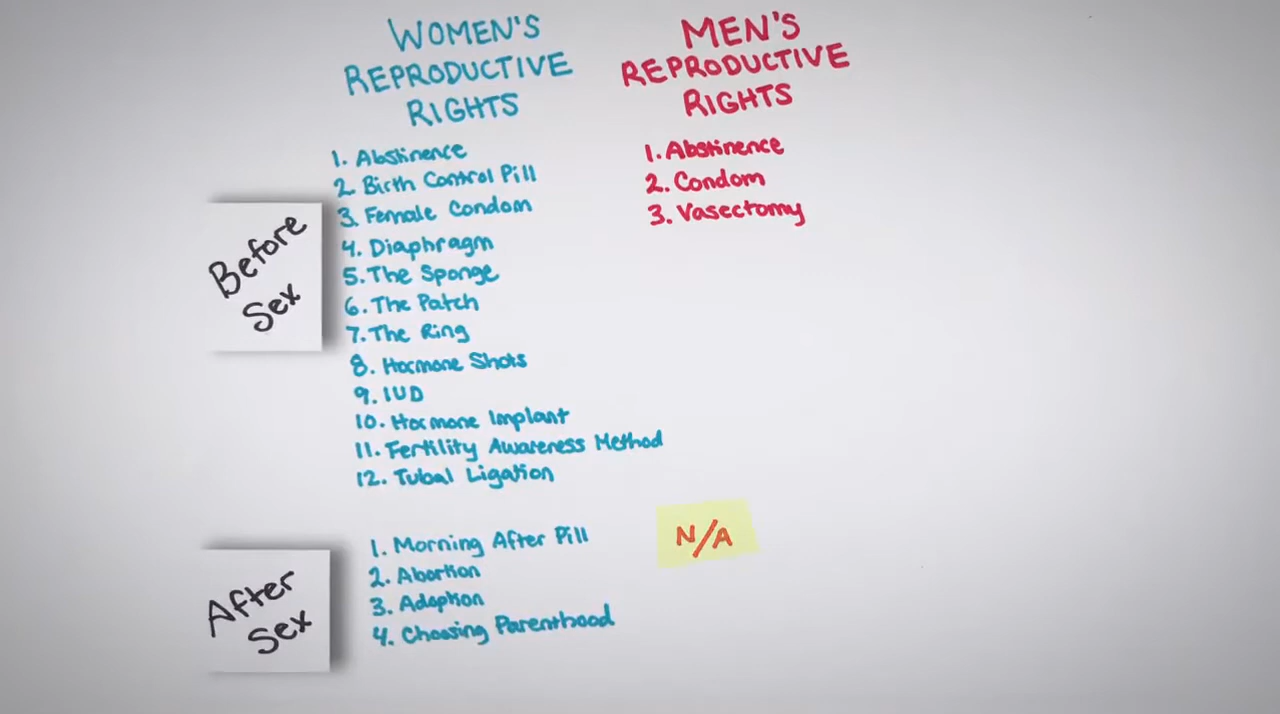 WOMEN'S
REPRODUCTIVE
RIGHTS
1. Abstinence
2. Birth Control Pill
3. Female Condom
4. Diaphragm
5. The Sponge
6. The Patch
7. The Ring
8. Hormone Shots
9. IUD
10. Hormone Implant
11. Fertility Awareness Method
12. Tubal Ligation
MEN'S
REPRODUCTIVE
RIGHTS
1. Abstinence
2. Condom
3. Vasectomy
Before
Sex
After
Sex
1. Morning After Pill
2. Abortion
3. Adoption
4. Choosing Parenthood
N/A